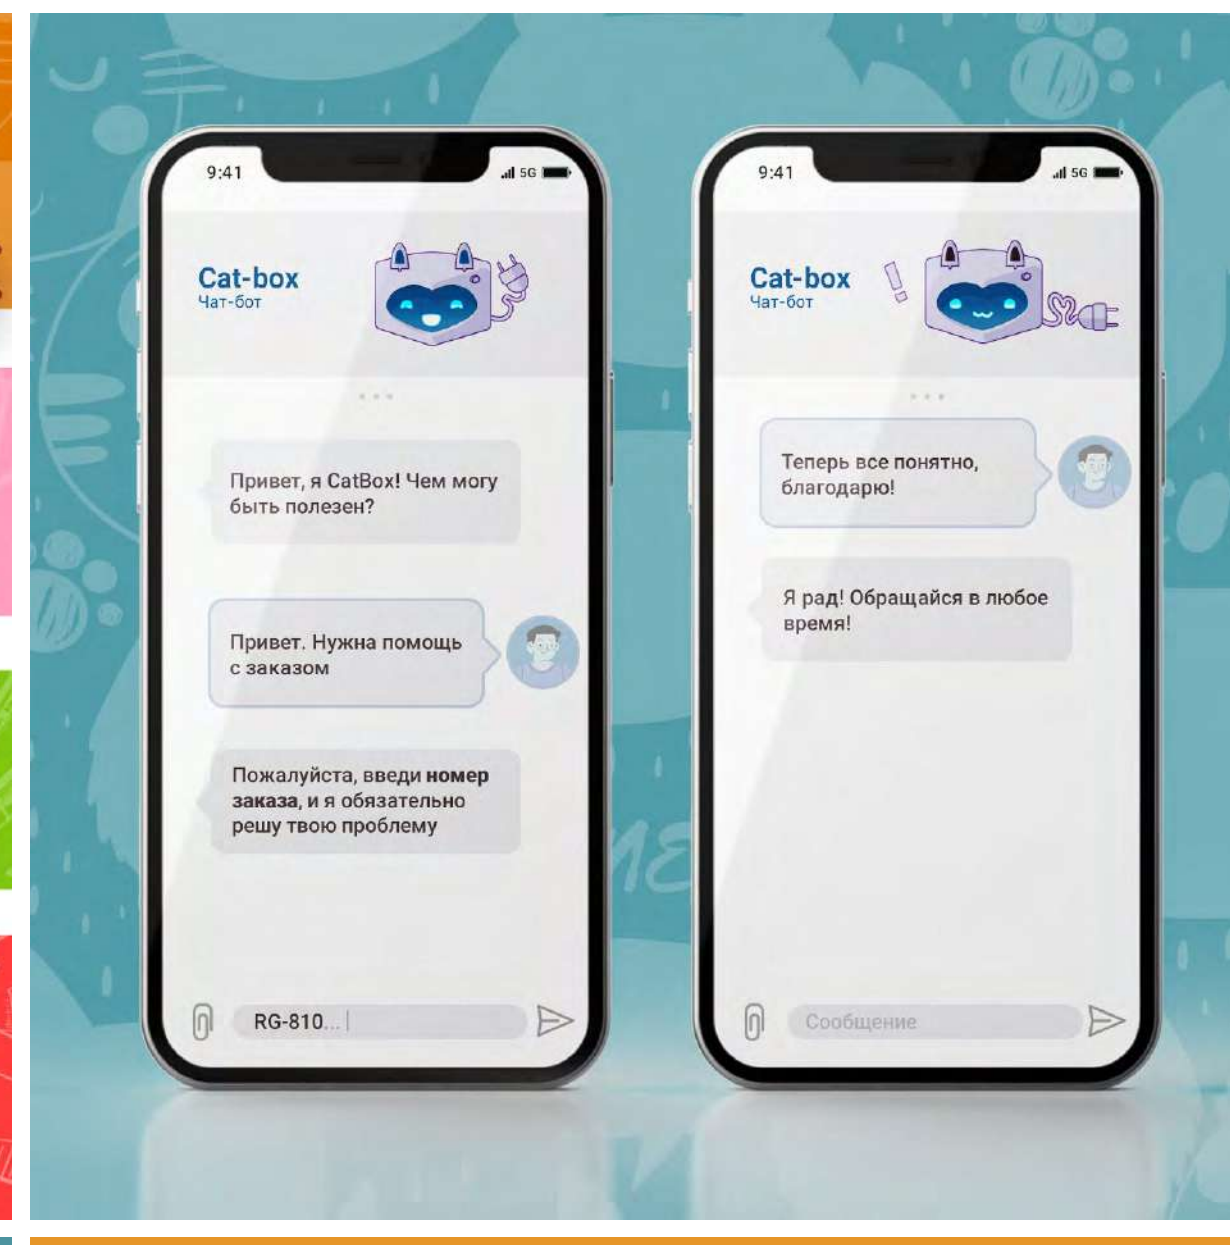 9:41
5G
Cat-box
Чат-бот
Привет, я CatBox! Чем могу
быть полезен?
Привет. Нужна помощь
с заказом
Пожалуйста, введи номер
заказа, и я обязательно
решу твою проблему
RG-810...
9:41
5G
Cat-box
Чат-бот
Теперь все понятно,
благодарю!
Я рад! Обращайся в любое
время!
Сообщение